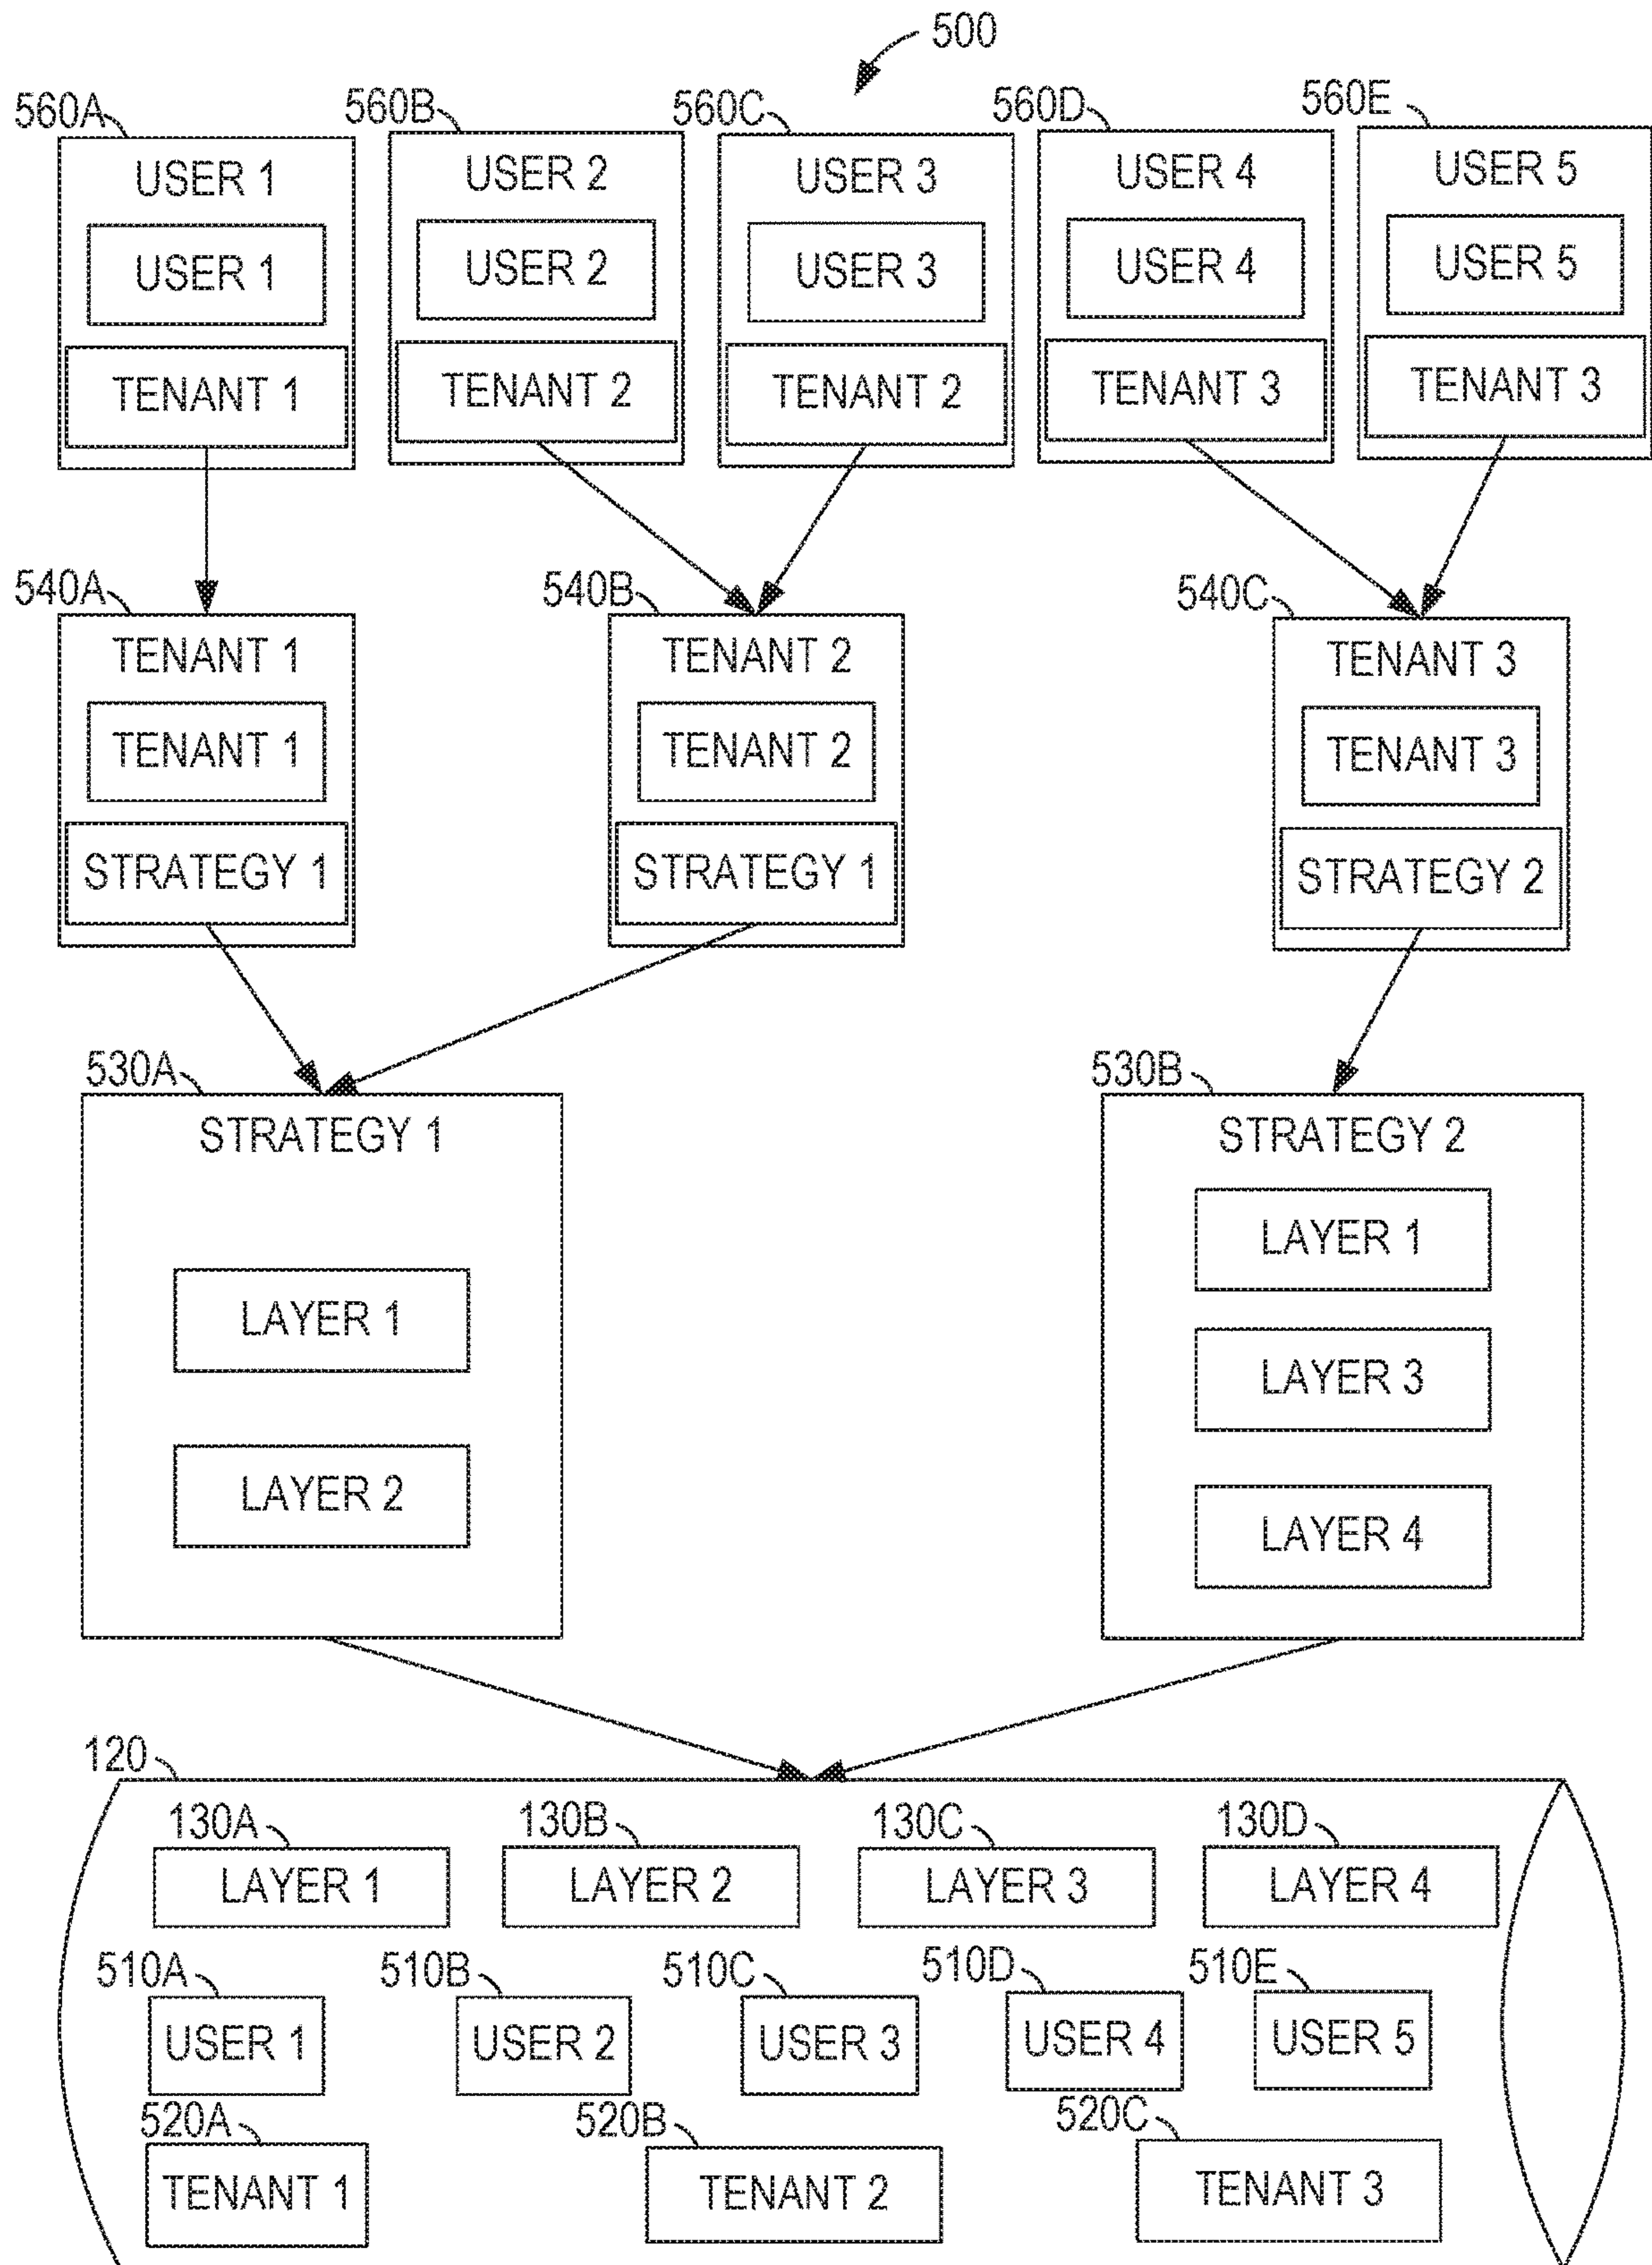 500
560A 560B 560C 560D 560E
USER 1 USER 2 USER 3 USER 4 USER 5
USER 1 USER 2 USER 3 USER 4 USER 5
TENANT 1 TENANT 2 TENANT 2 TENANT 3 TENANT 3
540A 540B 540C
TENANT 1 TENANT 2 TENANT 3
TENANT 1 TENANT 2 TENANT 3
STRATEGY 1 STRATEGY 1 STRATEGY 2
530A 530B
STRATEGY 1 STRATEGY 2
LAYER 1
LAYER 1
LAYER 3
LAYER 2
LAYER 4
120
130A 130B 130C 130D
LAYER 1 LAYER 2 LAYER 3 LAYER 4
510A 510B 510C 510D 510E
USER 1 USER 2 USER 3 USER 4 USER 5
520A 520B 520C
TENANT 1 TENANT 2 TENANT 3